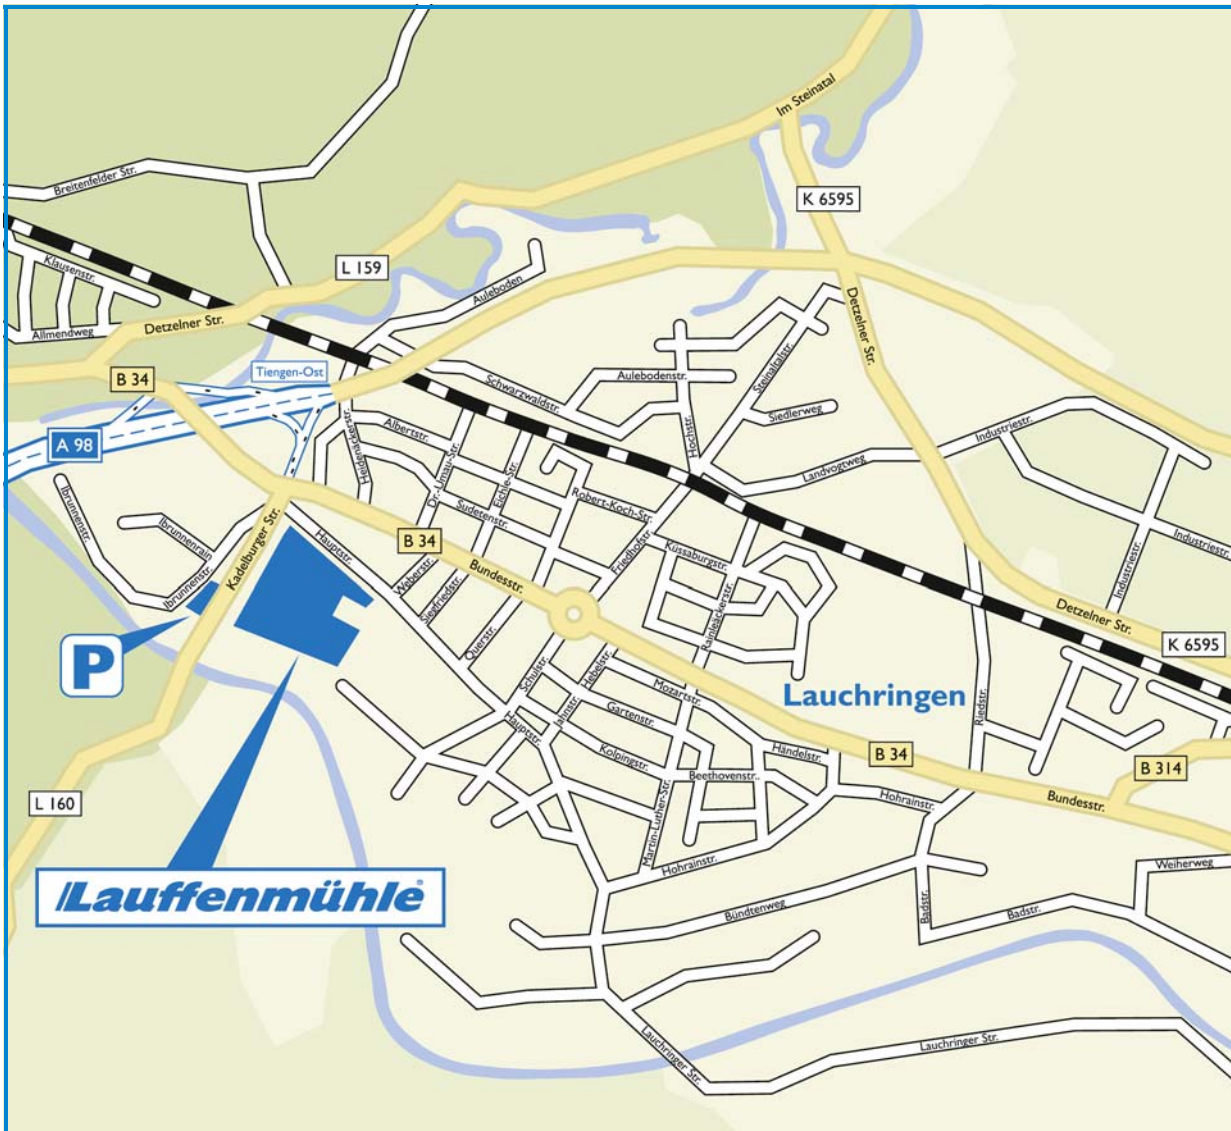 Im Steinatal
Breitenfelder Str.
K 6595
Klausenstr.
L 159
Auleboden
Allmendweg
Detzelner Str.
Detzelner Str.
Tiengen-Ost
B 34
Schwarzwaldstr.
Aulebodenstr.
Steinatalstr.
Siedlerweg
A 98
Heidenäckerstr.
Albertstr.
Dr.-Umau-Str.
Eichle-Str.
Hochstr.
Landvogtweg
Industriestr.
Ibrunnenstr.
Ibrunnenrain
Ibrunnenstr.
Kadelburger Str.
Hauptstr.
Sudetenstr.
Robert-Koch-Str.
B 34
Bundesstr.
Friedhofstr.
Küssaburgstr.
Rainleäckerstr.
Industriestr.
Industriestr.
Weberstr.
Siegfriedstr.
Querstr.
Detzelner Str.
K 6595
P
Schulstr.
Hebelstr.
Jahnstr.
Mozartstr.
Lauchringen
Riedstr.
Hauptstr.
Gartenstr.
Kolpingstr.
Händelstr.
Beethovenstr..
B 34
B 314
Bundesstr.
L 160
Hohrainstr.
Martin-Luther-Str.
Hohrainstr.
Weiherweg
Lauffenmühle®
Bündtenweg
Badstr.
Badstr.
Lauchringer Str.
Lauchringer Str.